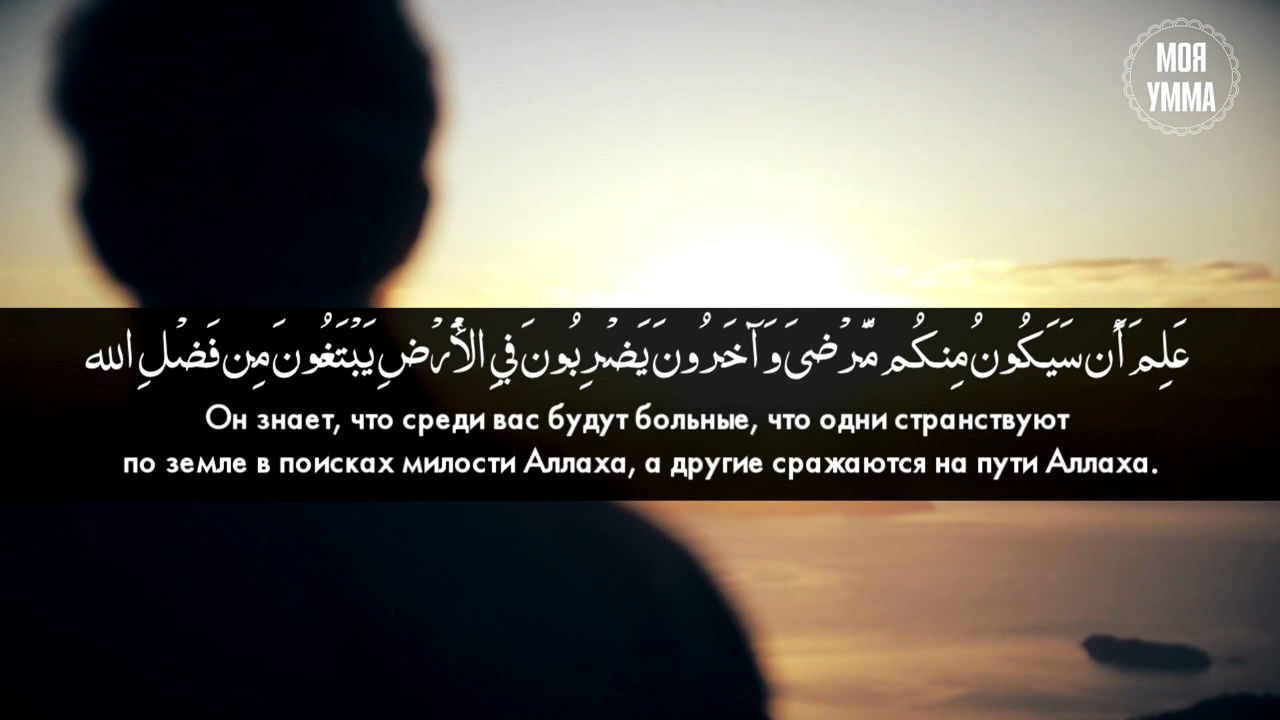 МОЯ
УММА
عَلِمَ أَن سَيَكُونُ مِنكُم مَّرْضَى وَآخَرُونَ يَضْرِبُونَ فِي الْأَرْضِ يَبْتَغُونَ مِن فَضْلِ الله
Он знает, что среди вас будут больные, что одни странствуют
по земле в поисках милости Аллаха, а другие сражаются на пути Аллаха.